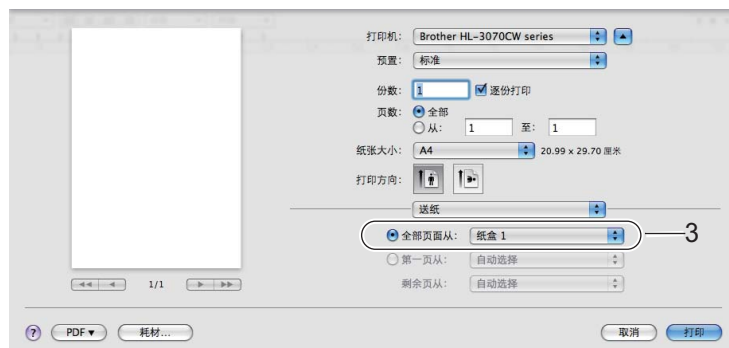 打印机: Brother HL-3070CW series
预置: 标准
份数: 1 逐份打印
页数: 全部
从: 1 至: 1
纸张大小: A4 20.99 x 29.70 厘米
打印方向:
送纸
全部页面从: 纸盒 1 3
第一页从: 自动选择
剩余页从: 自动选择
1/1
? PDF 耗材... 取消 打印